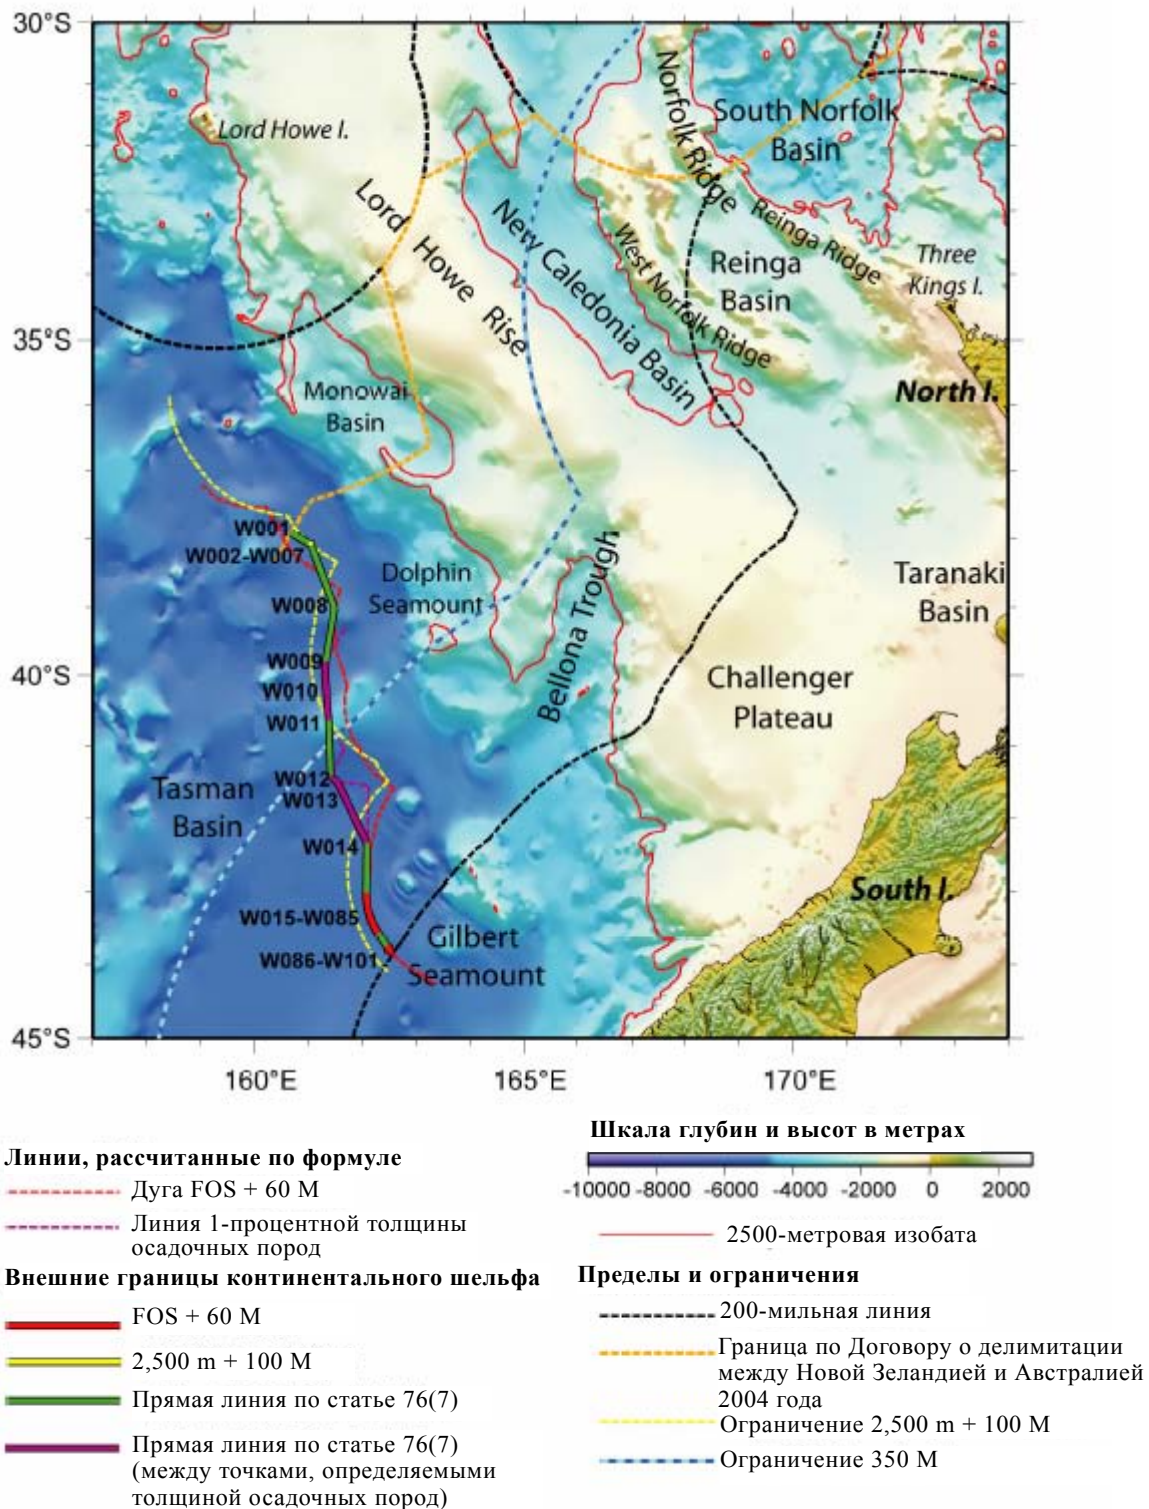 30°S
35°S
40°S
45°S
160°E
165°E
170°E
Lord Howe I.
Norfolk Ridge
South Norfolk
Basin
Lord Howe Rise
New Caledonia Basin
West Norfolk Ridge
Reinga Ridge
Reinga
Basin
Three
Kings I.
North I.
Monowai
Basin
W001
W002-W007
W008
W009
W010
W011
W012
W013
W014
W015-W085
W086-W101
Dolphin
Seamount
Bellona Trough
Taranaki
Basin
Challenger
Plateau
Tasman
Basin
South I.
Gilbert
Seamount
Линии, рассчитанные по формуле
Дуга FOS + 60 M
Линия 1-процентной толщины
осадочных пород
Внешние границы континентального шельфа
FOS + 60 M
2,500 m + 100 M
Прямая линия по статье 76(7)
Прямая линия по статье 76(7)
(между точками, определяемыми
толщиной осадочных пород)
Шкала глубин и высот в метрах
-10000 -8000 -6000 -4000 -2000 0 2000
2500-метровая изобата
Пределы и ограничения
200-мильная линия
Граница по Договору о делимитации
между Новой Зеландией и Австралией
2004 года
Ограничение 2,500 m + 100 M
Ограничение 350 M